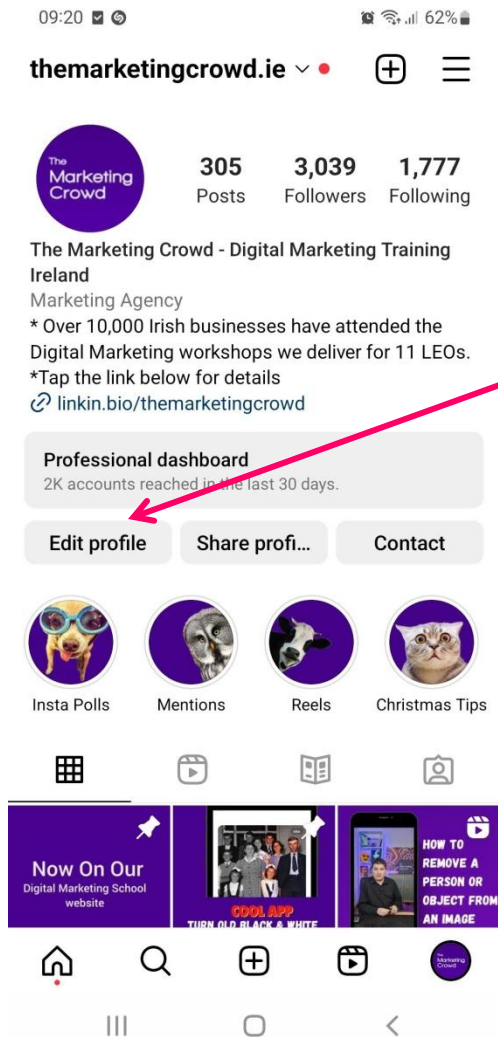 09:20
62%
themarketingcrowd.ie
The
Marketing
Crowd
305
Posts
3,039
Followers
1,777
Following
The Marketing Crowd - Digital Marketing Training
Ireland
Marketing Agency
* Over 10,000 Irish businesses have attended the
Digital Marketing workshops we deliver for 11 LEOs.
*Tap the link below for details
linkin.bio/themarketingcrowd
Professional dashboard
2K accounts reached in the last 30 days.
Edit profile
Share profi...
Contact
Insta Polls
Mentions
Reels
Christmas Tips
Now On Our
Digital Marketing School
website
COOL APP
TURN OLD BLACK & WHITE
HOW TO
REMOVE A
PERSON OR
OBJECT FROM
AN IMAGE
The
Marketing
Crowd